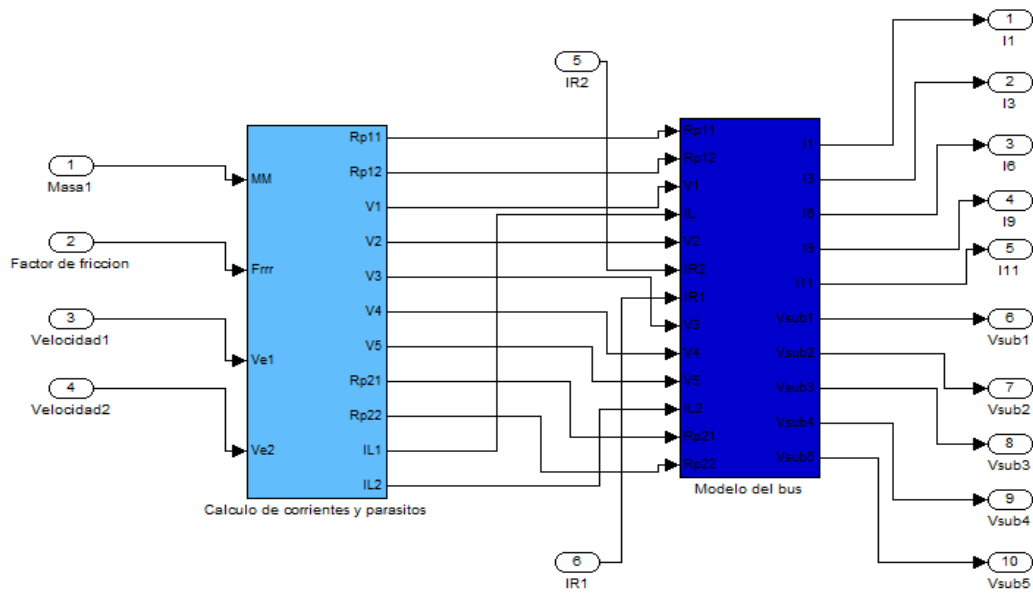 1
Masa1
2
Factor de friccion
3
Velocidad1
4
Velocidad2
MM
Frrr
Ve1
Ve2
Rp11
Rp12
V1
V2
V3
V4
V5
Rp21
Rp22
IL1
IL2
Calculo de corrientes y parasitos
5
IR2
6
IR1
Rp11
Rp12
V1
IL
V2
IR2
IR1
V3
V4
V5
IL2
Rp21
Rp22
I1
I3
I6
I9
I11
Vsub1
Vsub2
Vsub3
Vsub4
Vsub5
Modelo del bus
1
I1
2
I3
3
I6
4
I9
5
I11
6
Vsub1
7
Vsub2
8
Vsub3
9
Vsub4
10
Vsub5